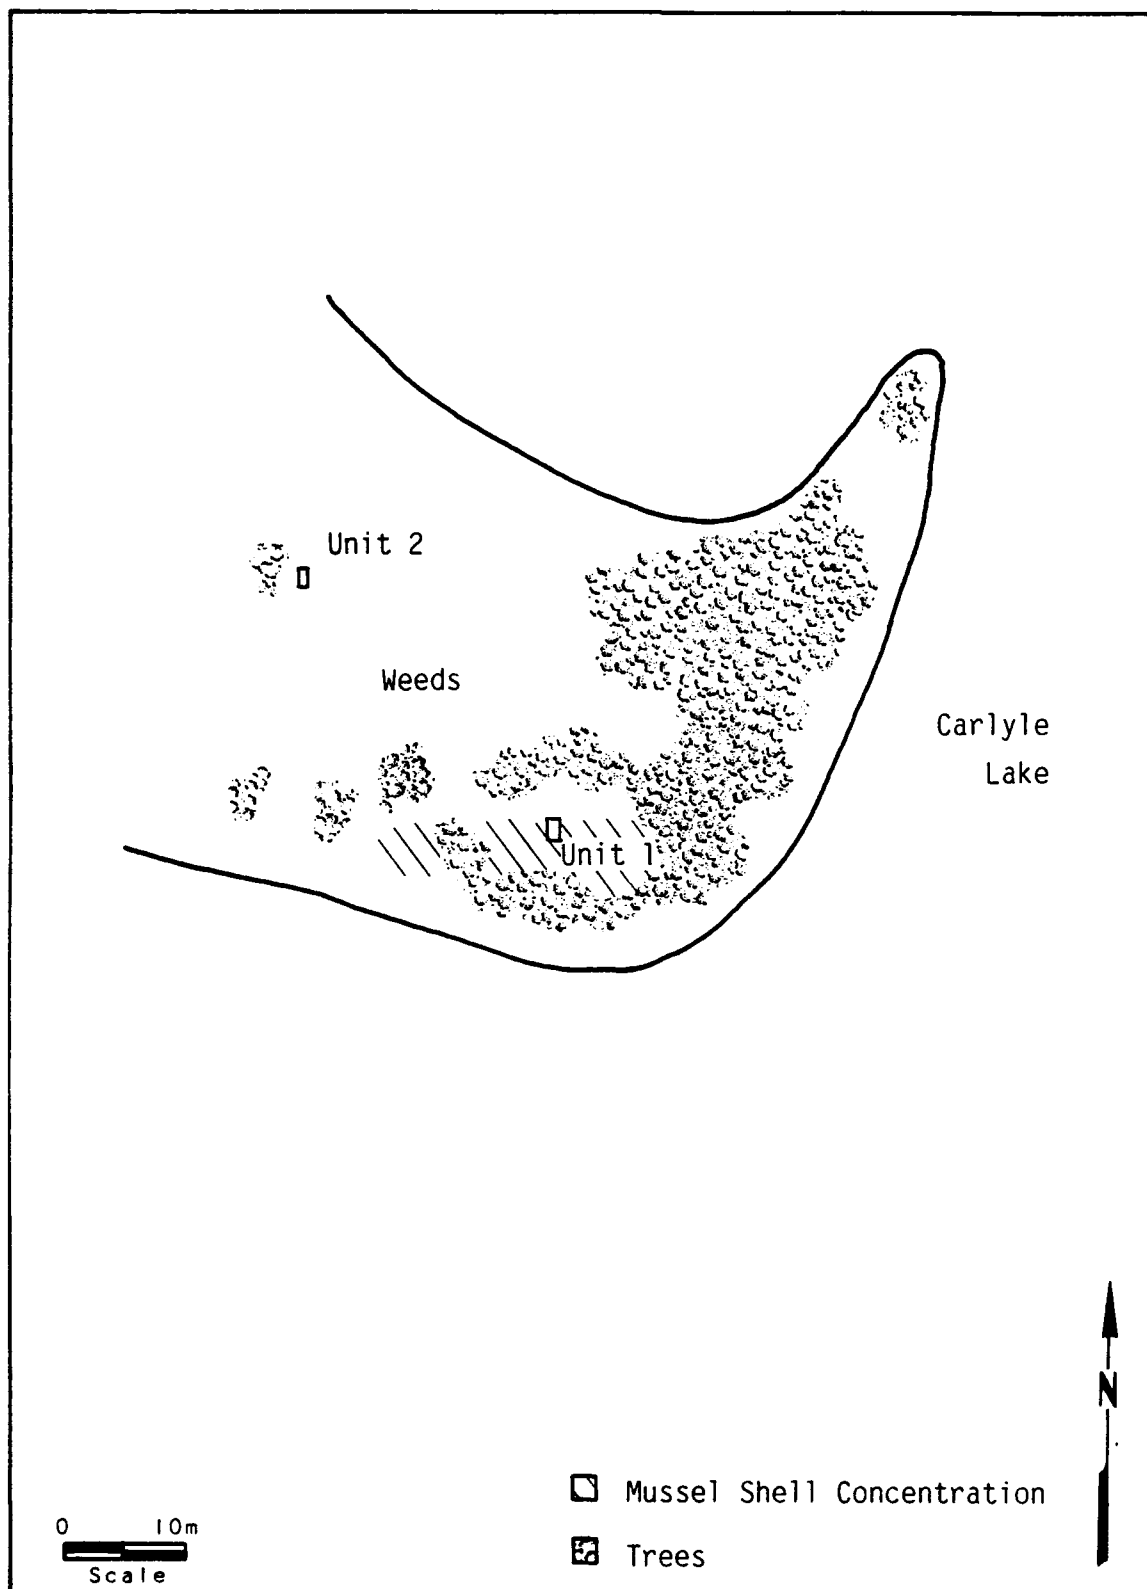 Unit 2
Weeds
Carlyle
Lake
Unit 1
N
Mussel Shell Concentration
0 10m
Trees
Scale